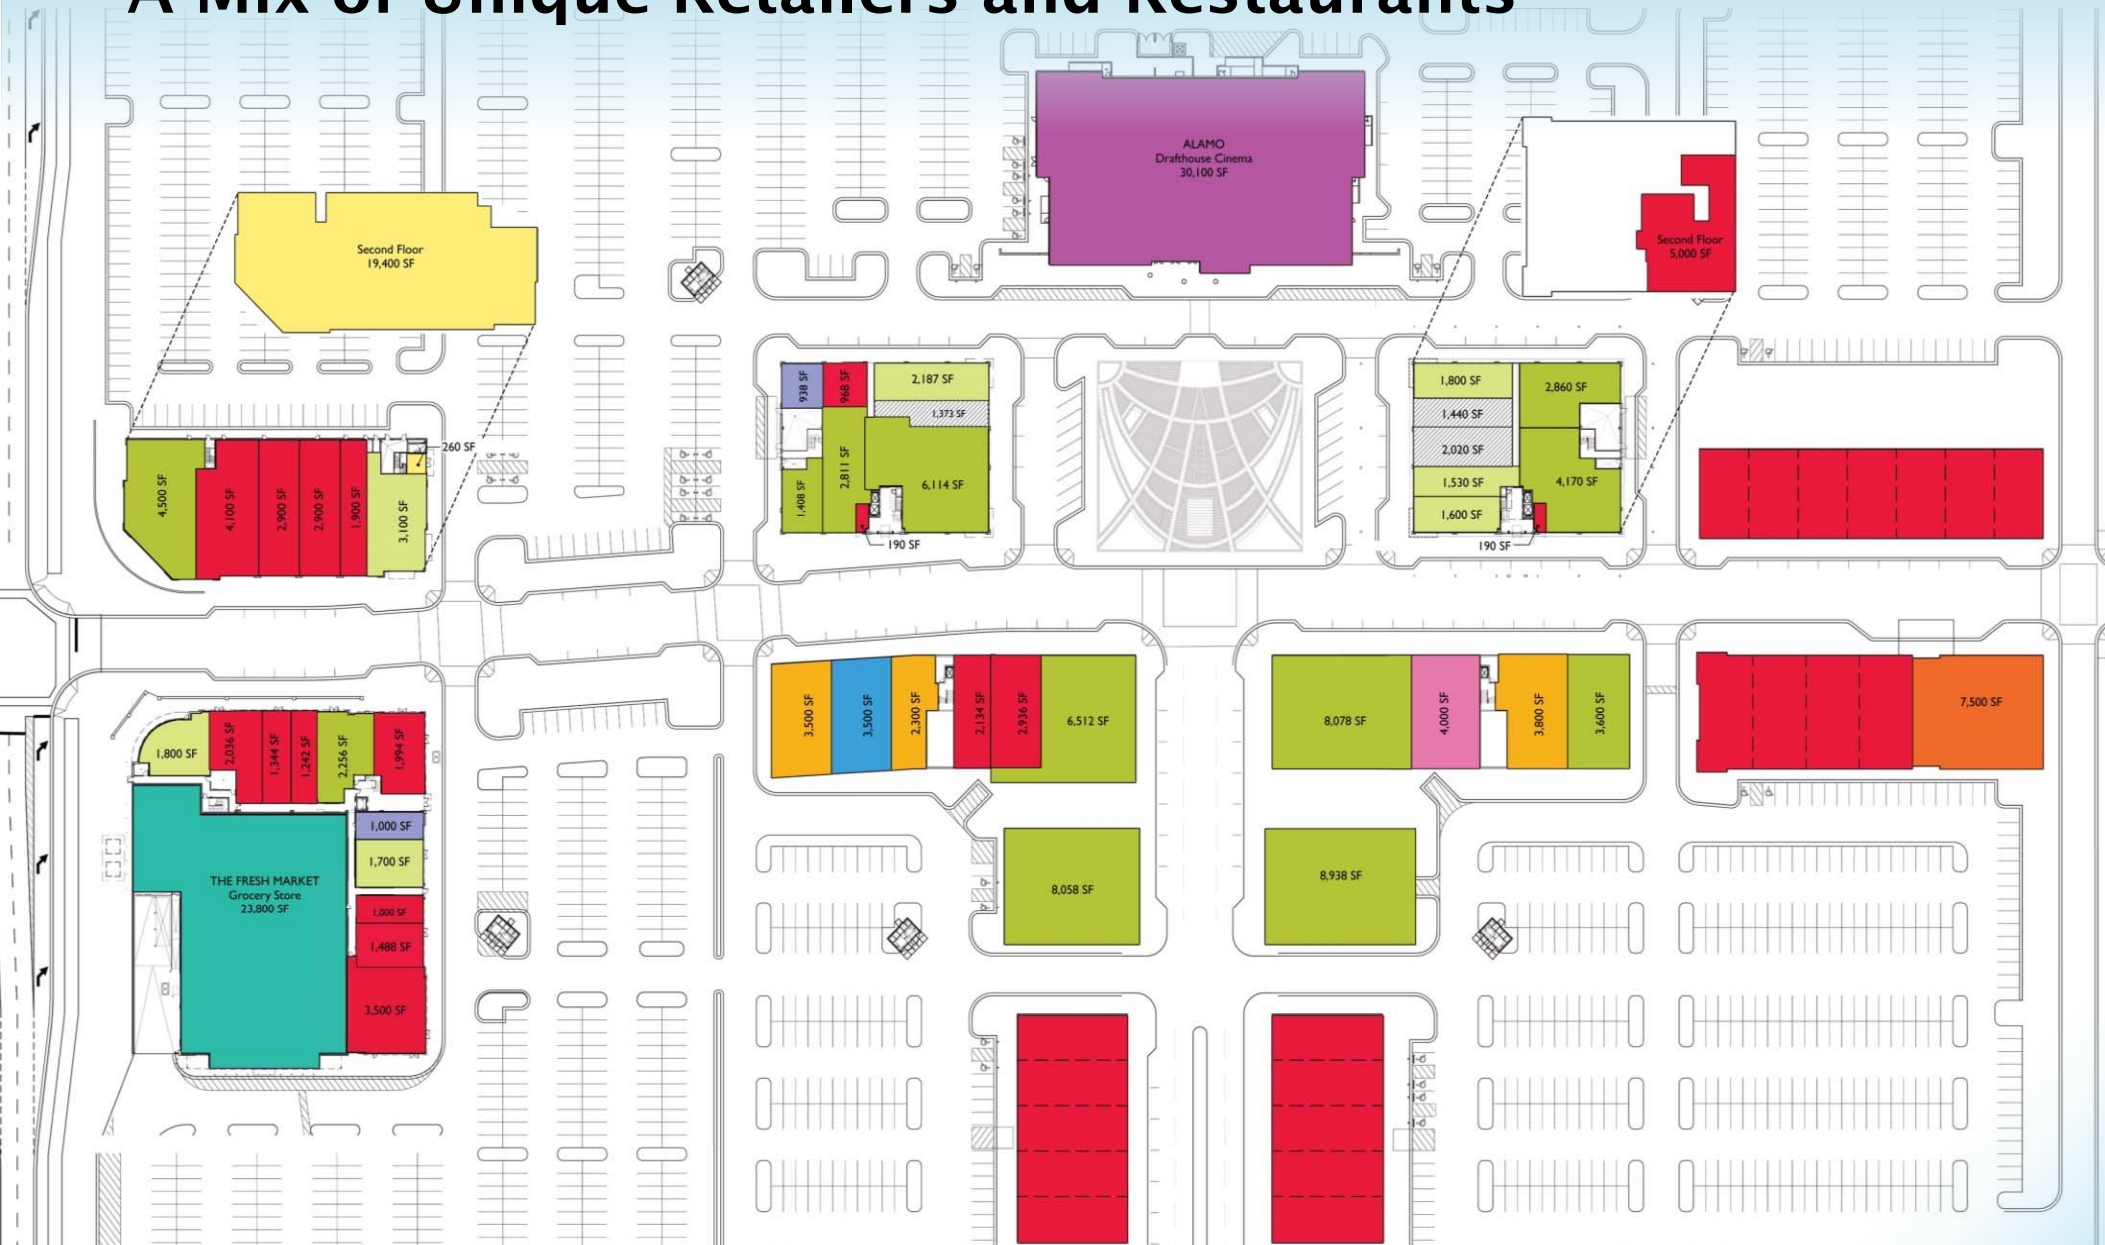 A Mix of Unique Retailers and Restaurants
ALAMO
Drafthouse Cinema
30,100 SF
Second Floor
19,400 SF
Second Floor
5,000 SF
4,500 SF
4,100 SF
2,900 SF
2,900 SF
1,900 SF
3,100 SF
260 SF
938 SF
968 SF
2,187 SF
1,373 SF
1,408 SF
2,811 SF
6,114 SF
190 SF
1,800 SF
1,440 SF
2,020 SF
1,530 SF
1,600 SF
2,860 SF
4,170 SF
190 SF
1,800 SF
2,036 SF
1,344 SF
1,242 SF
2,256 SF
1,994 SF
1,000 SF
1,700 SF
1,000 SF
1,488 SF
3,500 SF
THE FRESH MARKET
Grocery Store
23,800 SF
3,500 SF
3,500 SF
2,300 SF
2,134 SF
2,936 SF
6,512 SF
8,078 SF
4,000 SF
3,800 SF
3,600 SF
7,500 SF
8,058 SF
8,938 SF